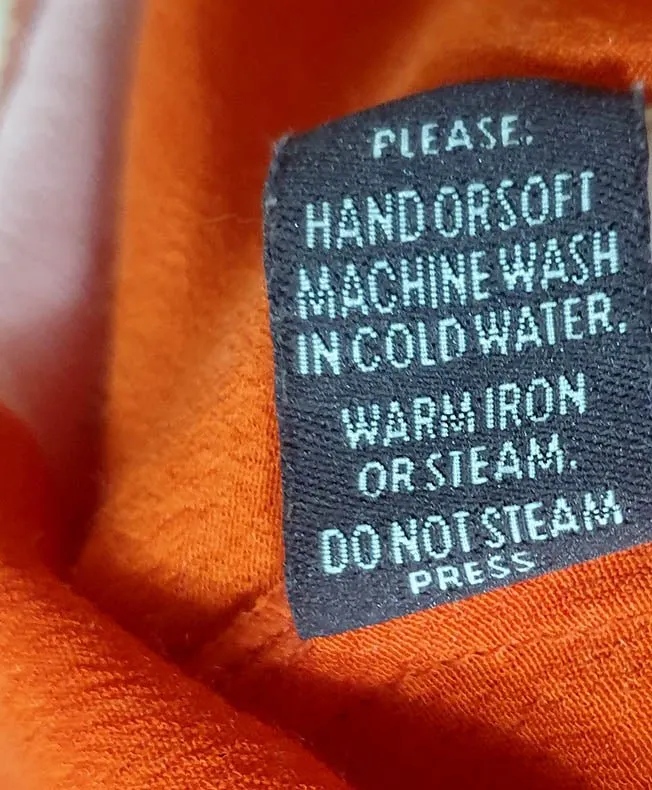 PLEASE.
HAND OR SOFT
MACHINE WASH
IN COLD WATER.
WARM IRON
OR STEAM.
DO NOT STEAM
PRESS